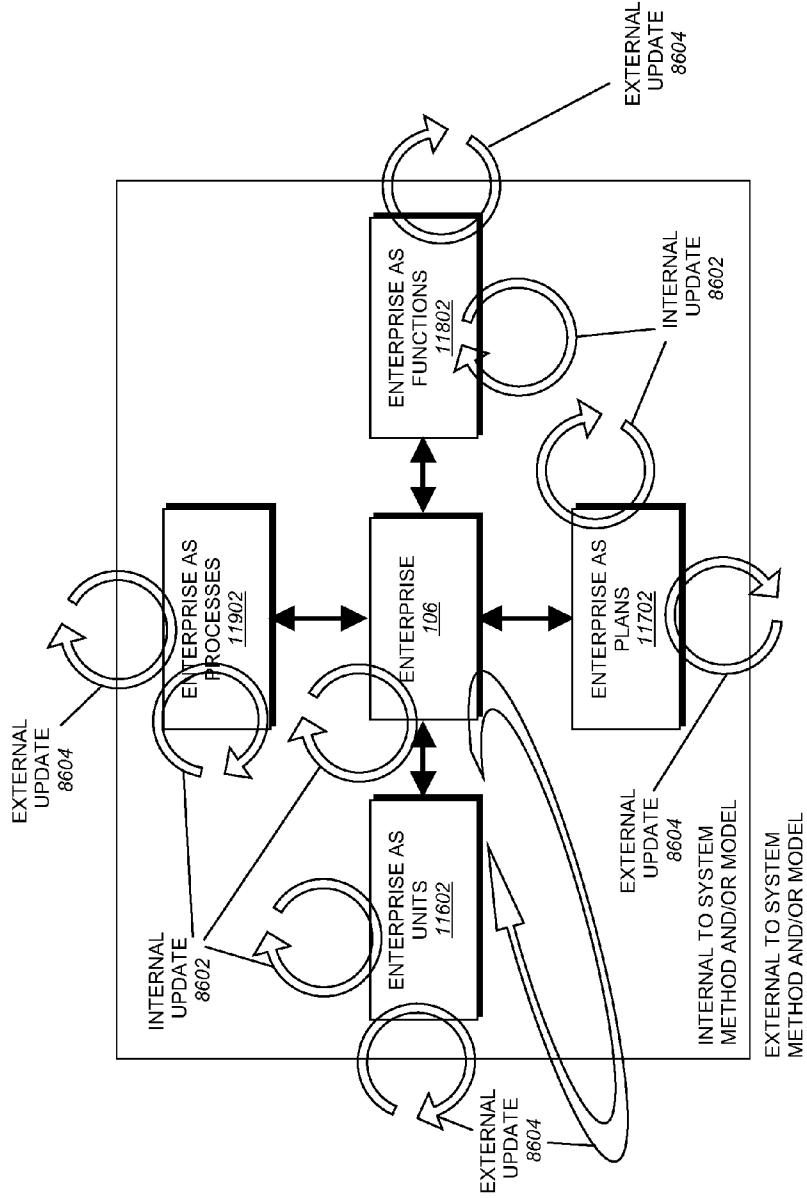 EXTERNAL
UPDATE
8604
INTERNAL
UPDATE
8602
ENTERPRISE AS
PROCESSES
11902
ENTERPRISE AS
UNITS
11602
ENTERPRISE
106
ENTERPRISE AS
FUNCTIONS
11802
EXTERNAL
UPDATE
8604
ENTERPRISE AS
PLANS
11702
EXTERNAL
UPDATE
8604
INTERNAL
UPDATE
8602
EXTERNAL
UPDATE
8604
INTERNAL TO SYSTEM
METHOD AND/OR MODEL
EXTERNAL TO SYSTEM
METHOD AND/OR MODEL